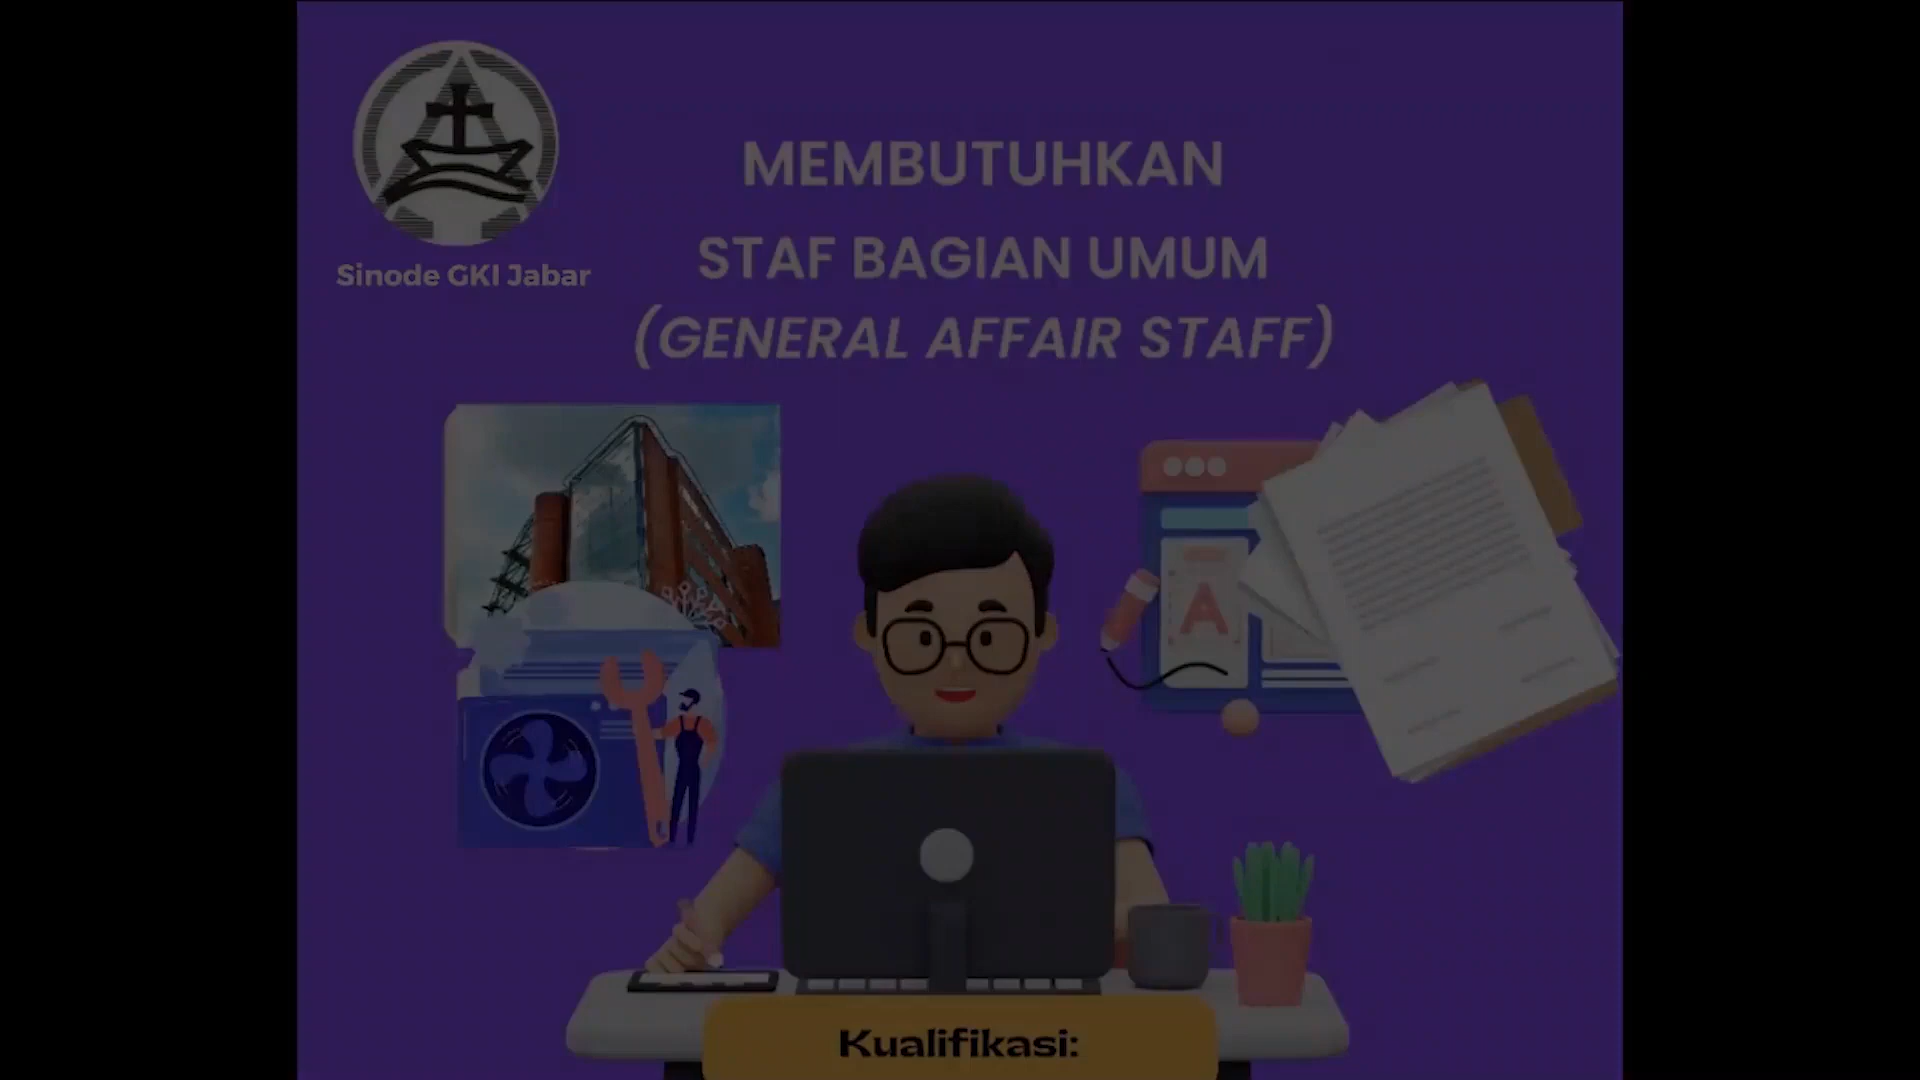 Sinode GKI Jabar
MEMBUTUHKAN
STAF BAGIAN UMUM
(GENERAL AFFAIR STAFF)
A
Kualifikasi: